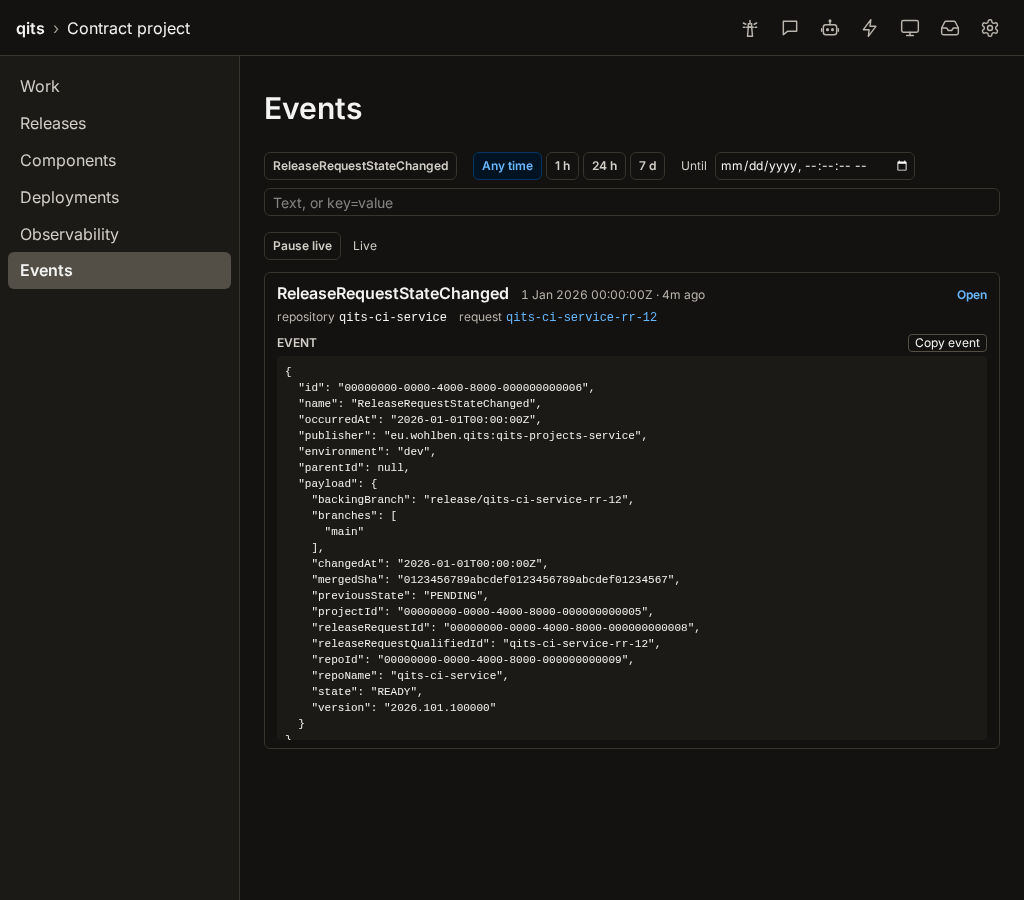 qits › Contract project
Work
Releases
Components
Deployments
Observability
Events
Events
ReleaseRequestStateChanged Any time 1 h 24 h 7 d Until mm/dd/yyyy, --:--:-- --
Text, or key=value
Pause live Live
ReleaseRequestStateChanged 1 Jan 2026 00:00:00Z · 4m ago Open
repository qits-ci-service request qits-ci-service-rr-12
EVENT Copy event
{
  "id": "00000000-0000-4000-8000-000000000006",
  "name": "ReleaseRequestStateChanged",
  "occurredAt": "2026-01-01T00:00:00Z",
  "publisher": "eu.wohlben.qits:qits-projects-service",
  "environment": "dev",
  "parentId": null,
  "payload": {
    "backingBranch": "release/qits-ci-service-rr-12",
    "branches": [
      "main"
    ],
    "changedAt": "2026-01-01T00:00:00Z",
    "mergedSha": "0123456789abcdef0123456789abcdef01234567",
    "previousState": "PENDING",
    "projectId": "00000000-0000-4000-8000-000000000005",
    "releaseRequestId": "00000000-0000-4000-8000-000000000008",
    "releaseRequestQualifiedId": "qits-ci-service-rr-12",
    "repoId": "00000000-0000-4000-8000-000000000009",
    "repoName": "qits-ci-service",
    "state": "READY",
    "version": "2026.101.100000"
  }
}